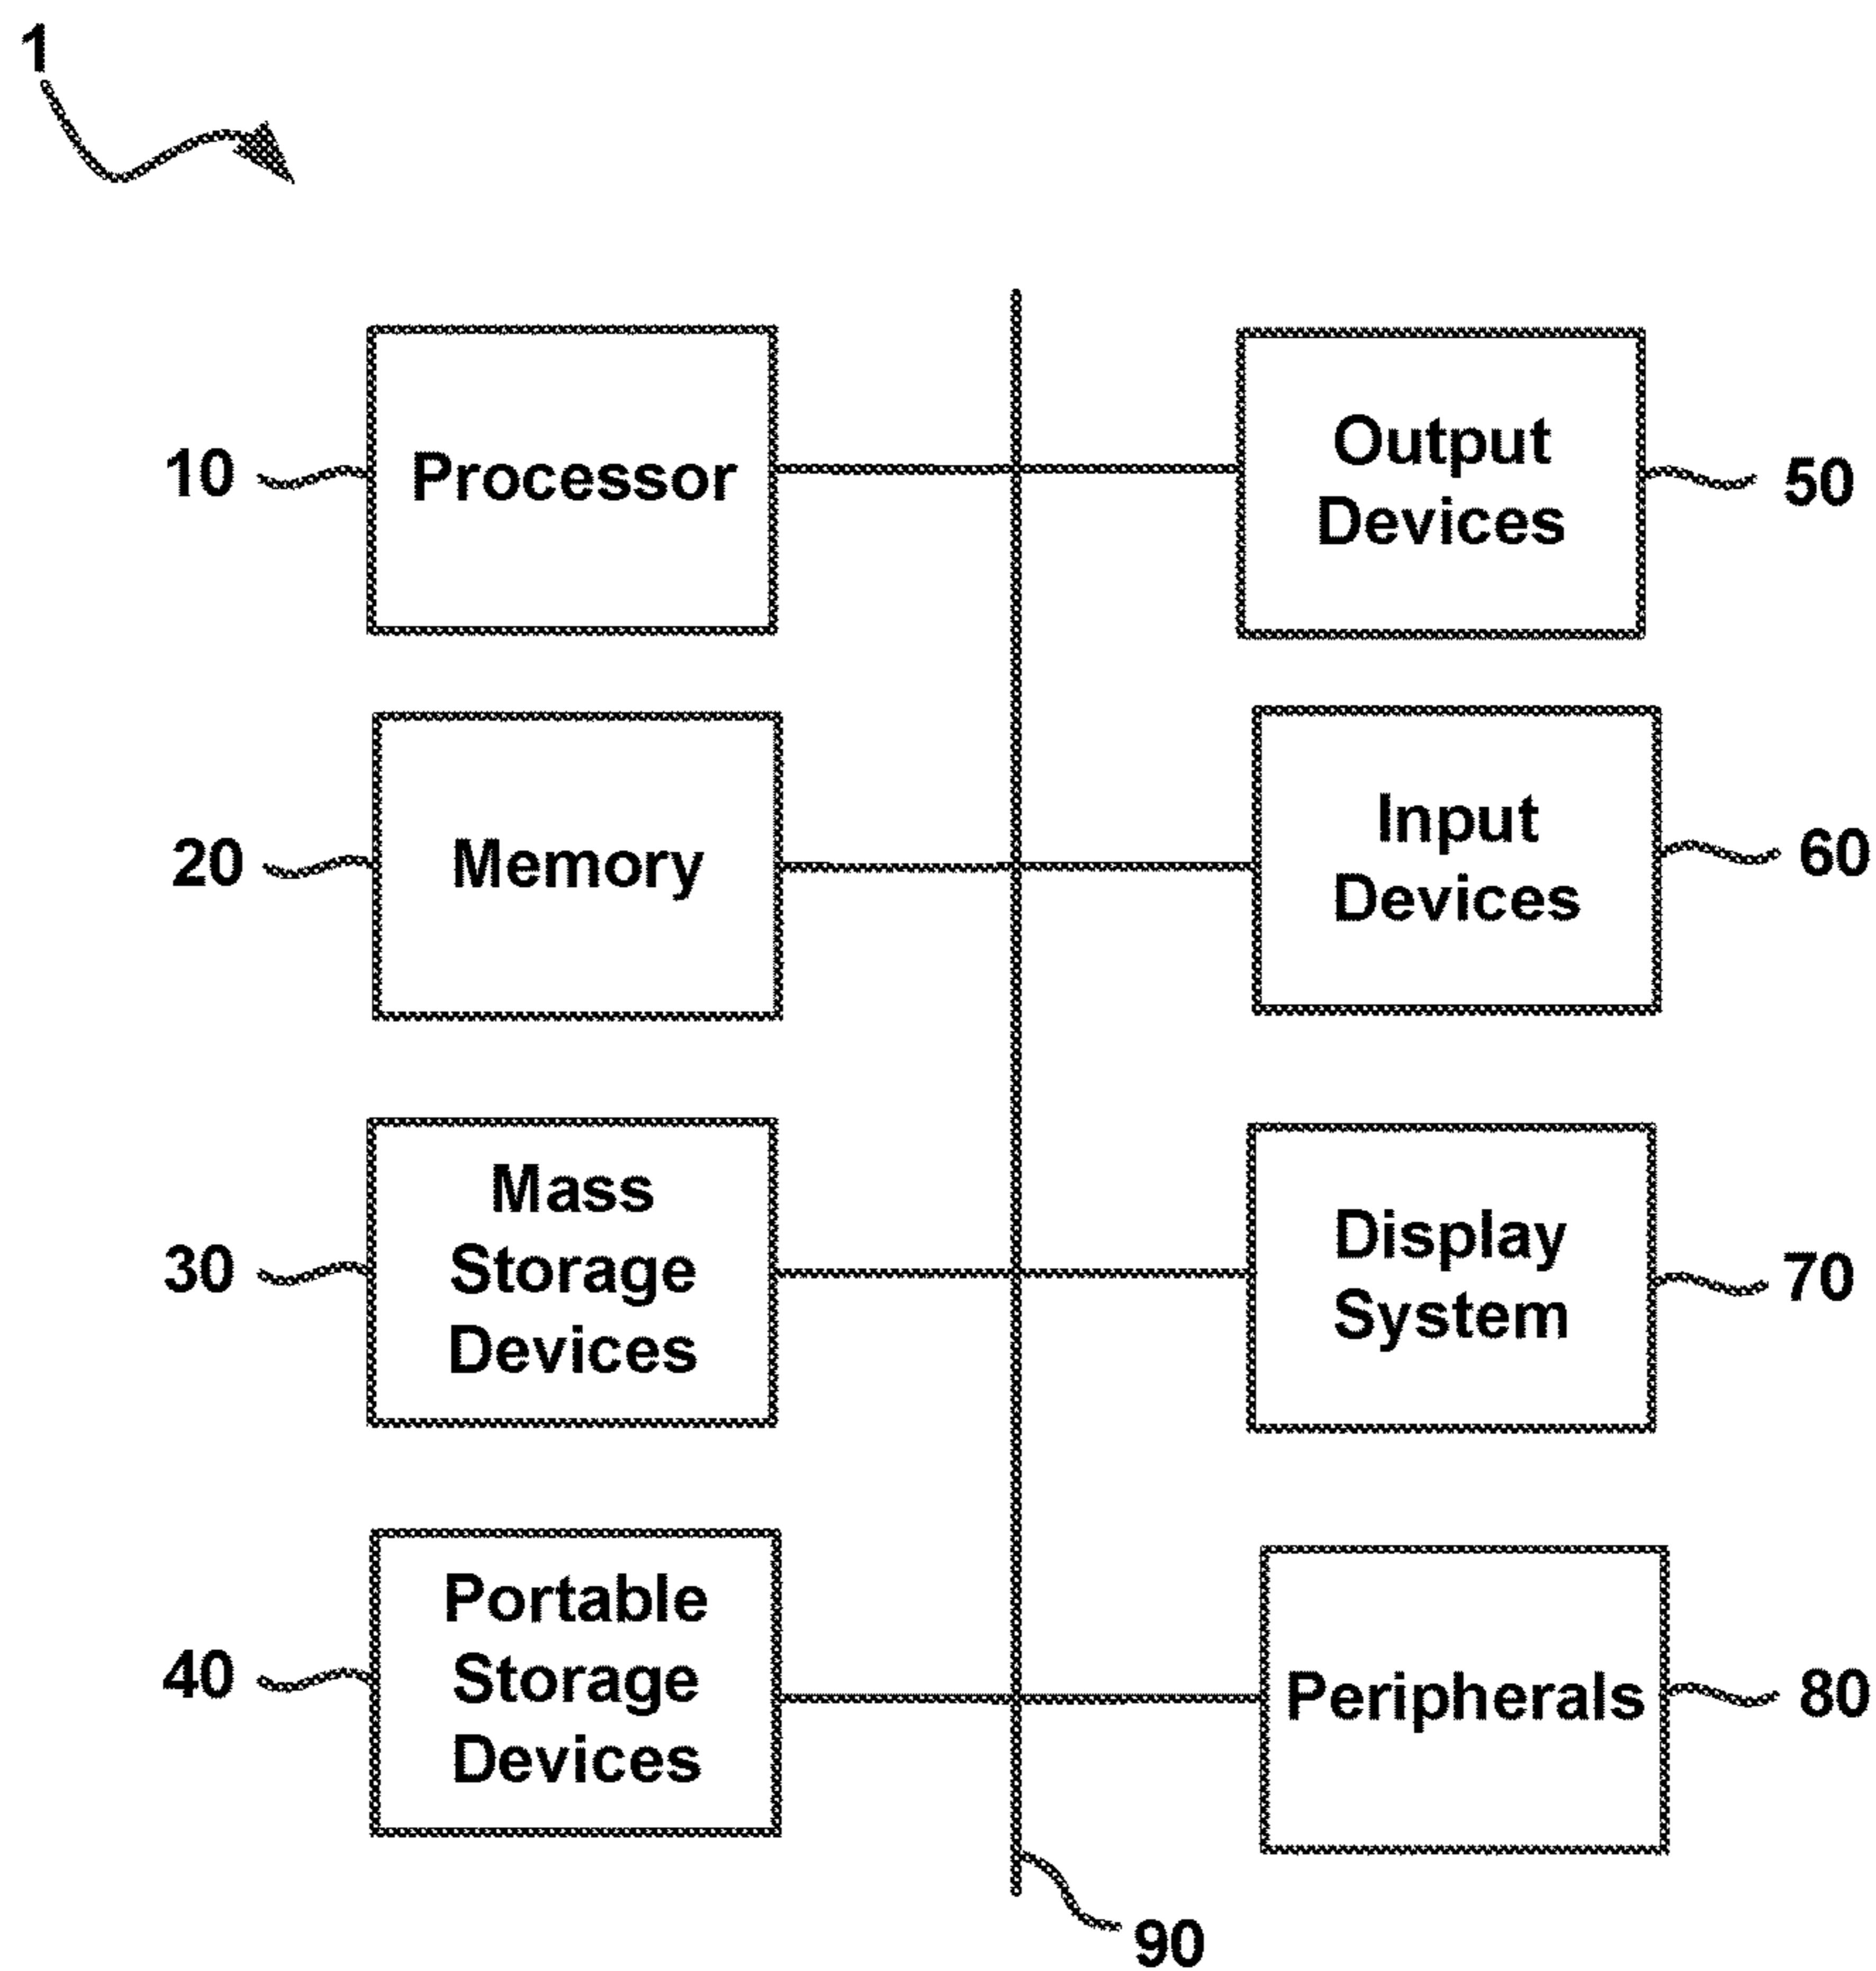 1
10
Processor
Output
Devices
50
20
Memory
Input
Devices
60
30
Mass
Storage
Devices
Display
System
70
40
Portable
Storage
Devices
Peripherals
80
90